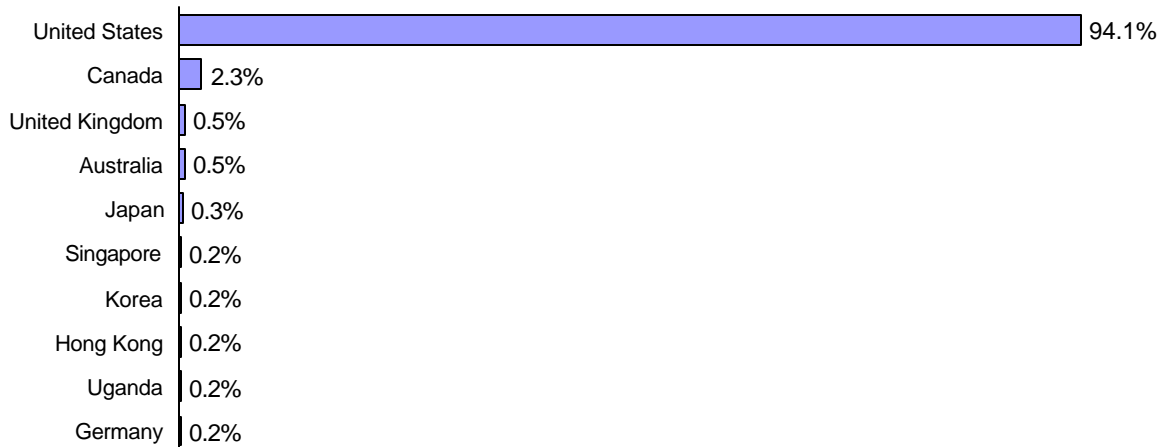 United States 94.1%
Canada 2.3%
United Kingdom 0.5%
Australia 0.5%
Japan 0.3%
Singapore 0.2%
Korea 0.2%
Hong Kong 0.2%
Uganda 0.2%
Germany 0.2%